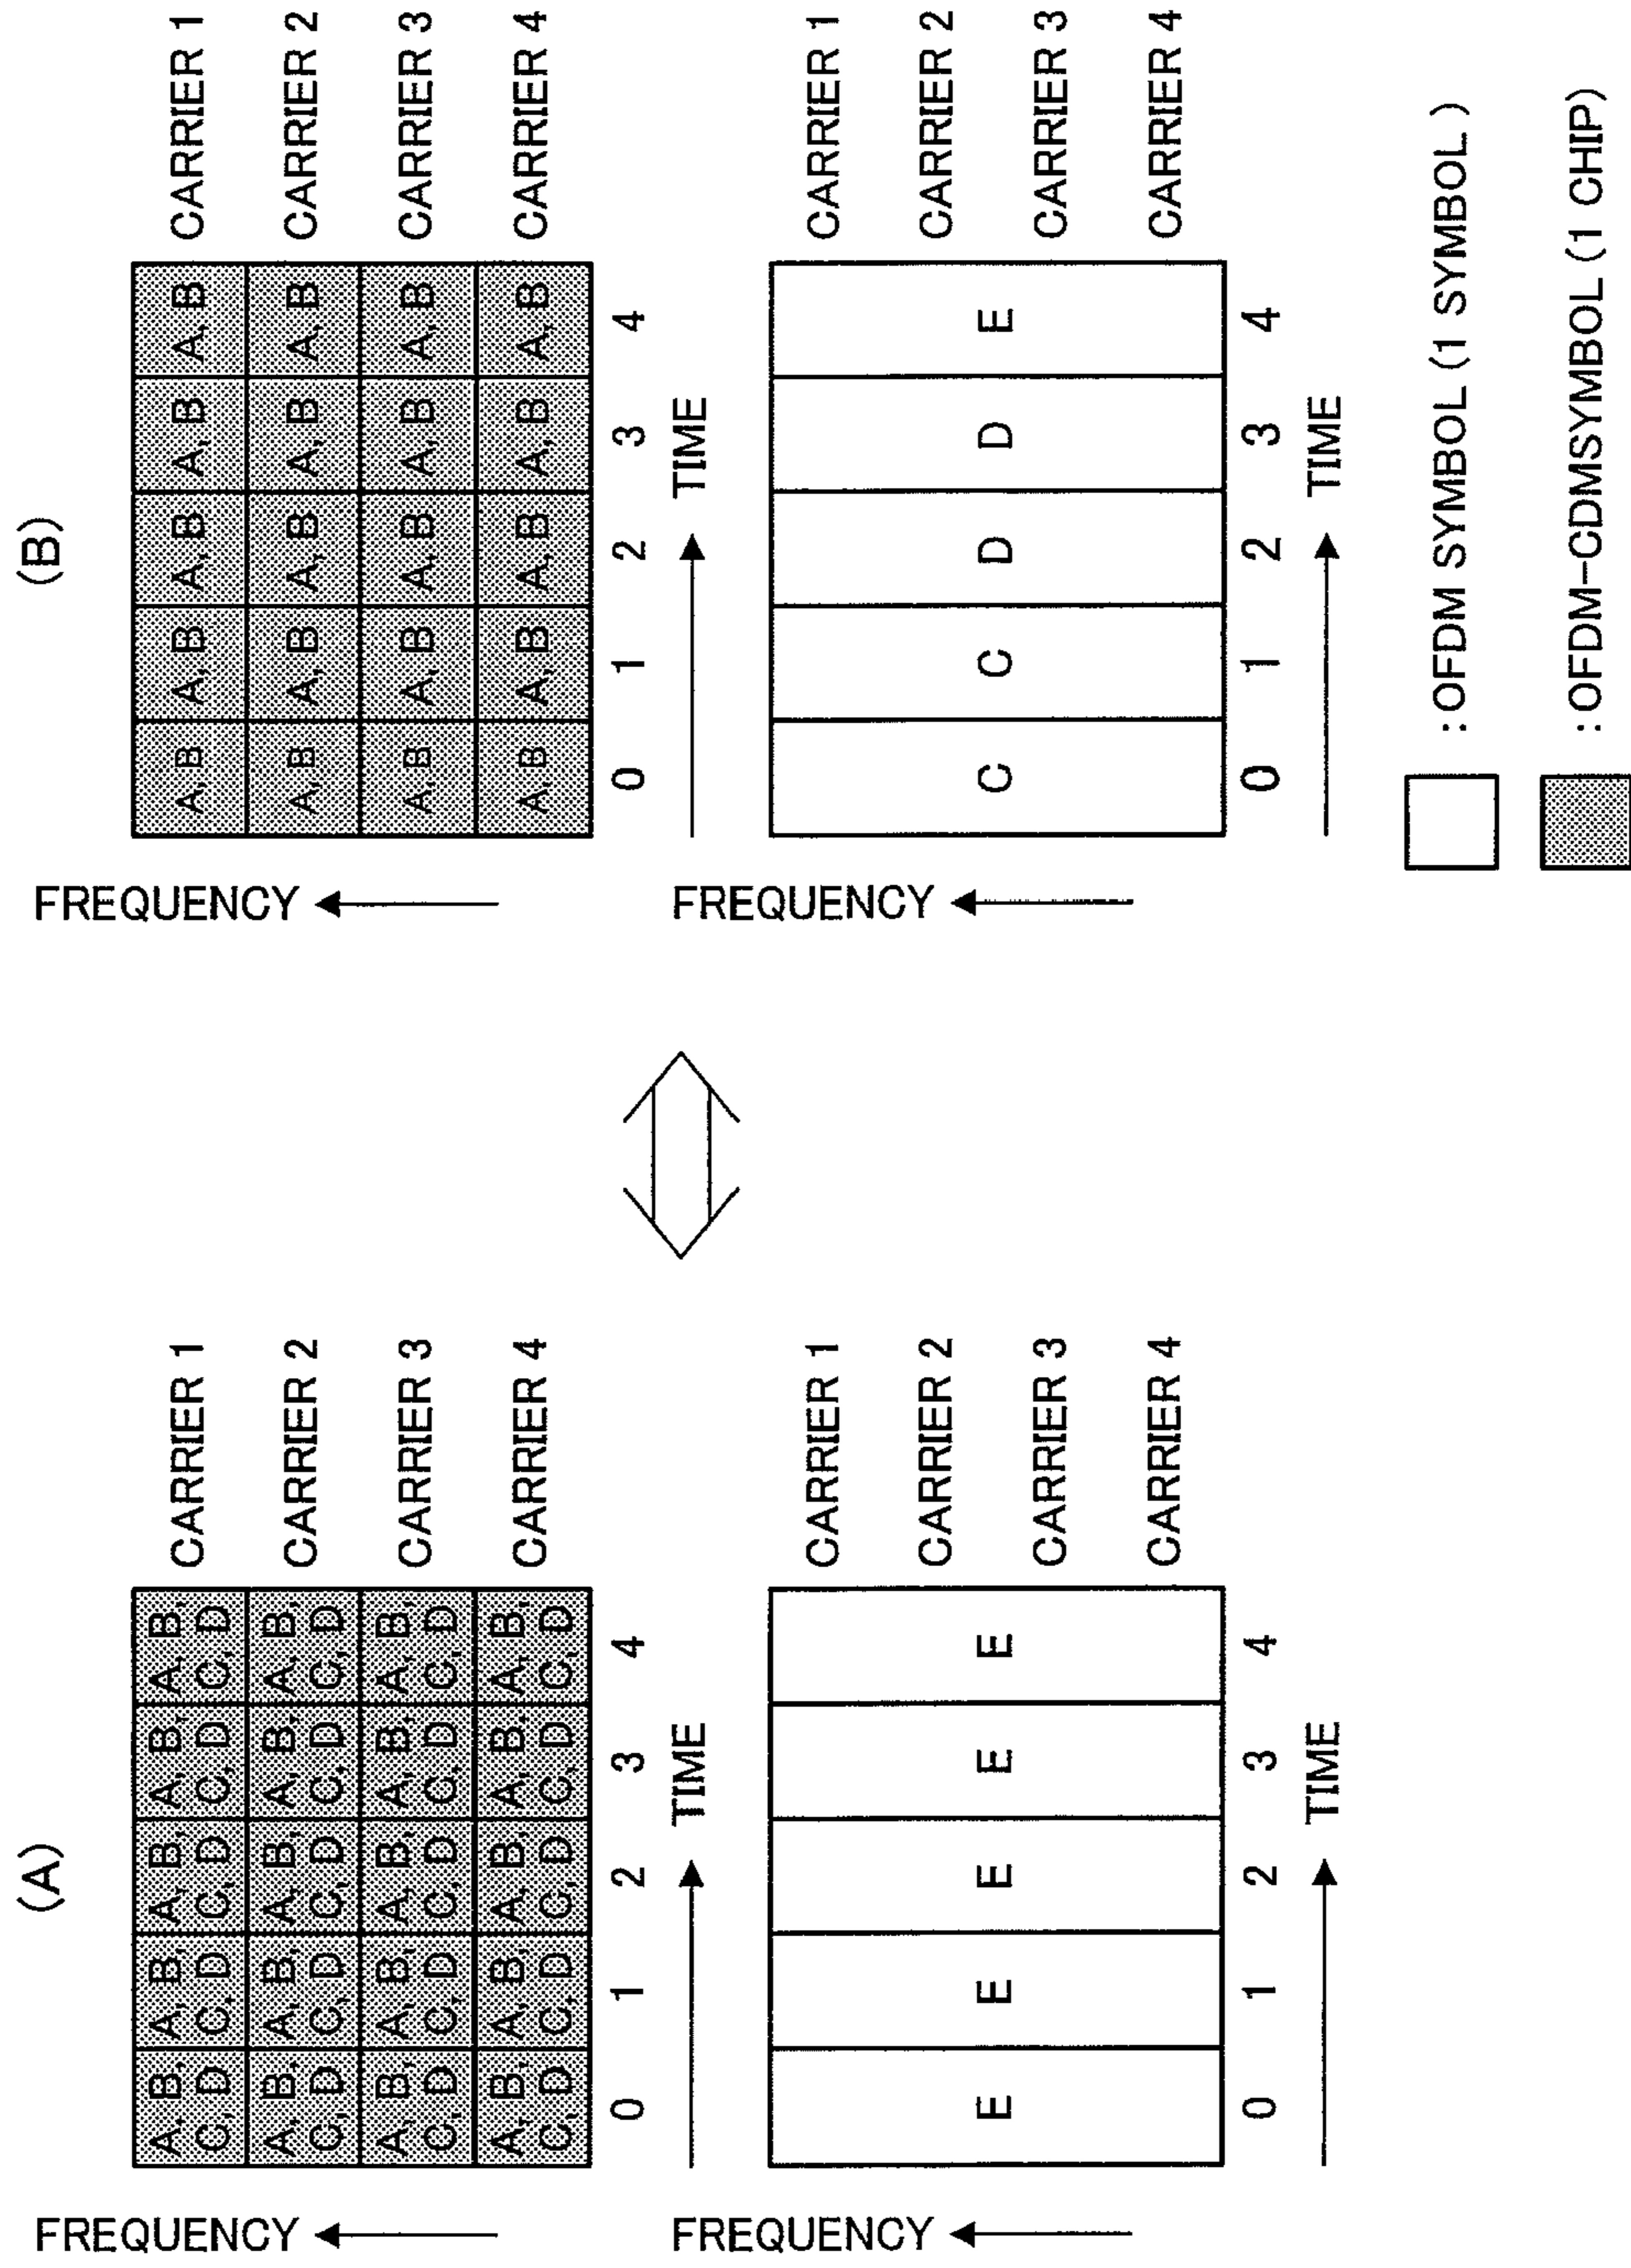 (A)
FREQUENCY
A, B, C, D A, B, C, D A, B, C, D A, B, C, D A, B, C, D CARRIER 1
A, B, C, D A, B, C, D A, B, C, D A, B, C, D A, B, C, D CARRIER 2
A, B, C, D A, B, C, D A, B, C, D A, B, C, D A, B, C, D CARRIER 3
A, B, C, D A, B, C, D A, B, C, D A, B, C, D A, B, C, D CARRIER 4
0 1 2 3 4
TIME
FREQUENCY
CARRIER 1
CARRIER 2
E E E E E
CARRIER 3
CARRIER 4
0 1 2 3 4
TIME
(B)
FREQUENCY
A, B A, B A, B A, B A, B CARRIER 1
A, B A, B A, B A, B A, B CARRIER 2
A, B A, B A, B A, B A, B CARRIER 3
A, B A, B A, B A, B A, B CARRIER 4
0 1 2 3 4
TIME
FREQUENCY
CARRIER 1
CARRIER 2
C C D D E
CARRIER 3
CARRIER 4
0 1 2 3 4
TIME
:OFDM SYMBOL (1 SYMBOL )
:OFDM-CDMSYMBOL (1 CHIP)